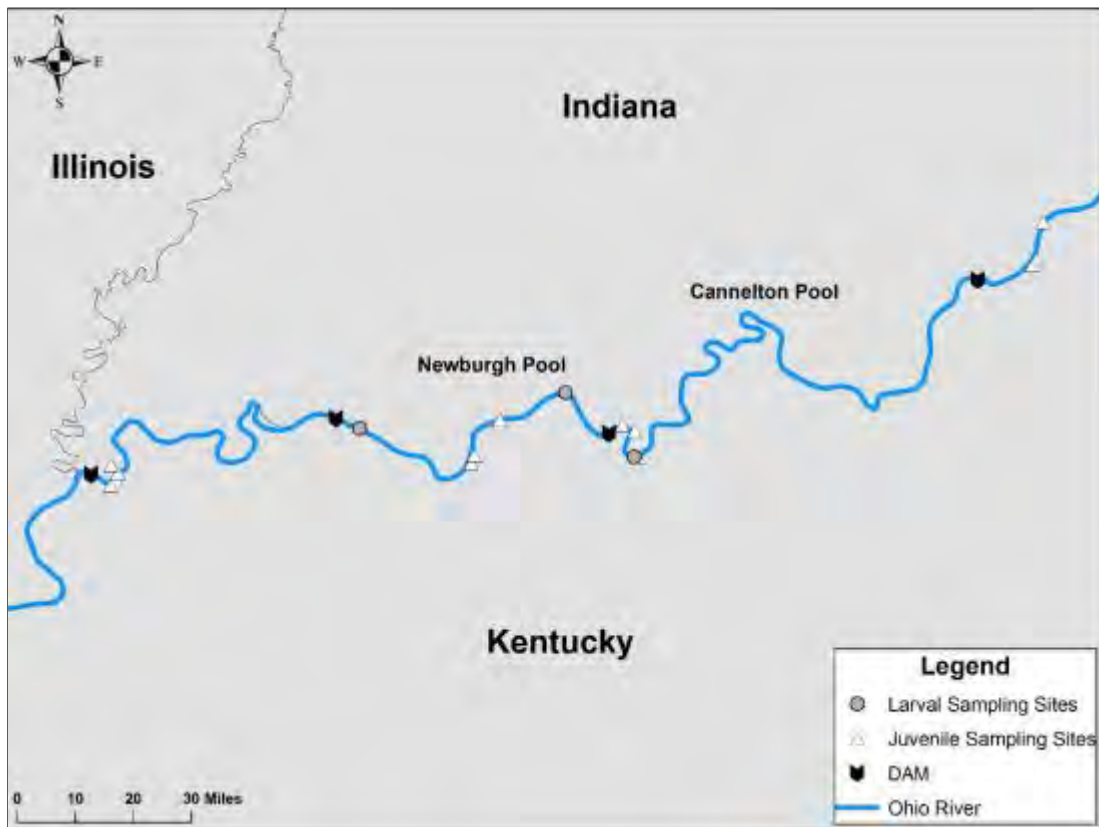 N
W E
S
Indiana
Illinois
Cannelton Pool
Newburgh Pool
Kentucky
Legend
Larval Sampling Sites
Juvenile Sampling Sites
DAM
Ohio River
0 10 20 30 Miles